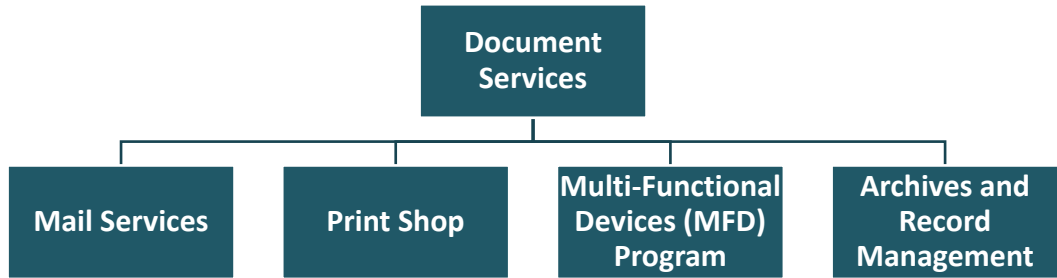 Document
Services
Mail Services
Print Shop
Multi-Functional
Devices (MFD)
Program
Archives and
Record
Management